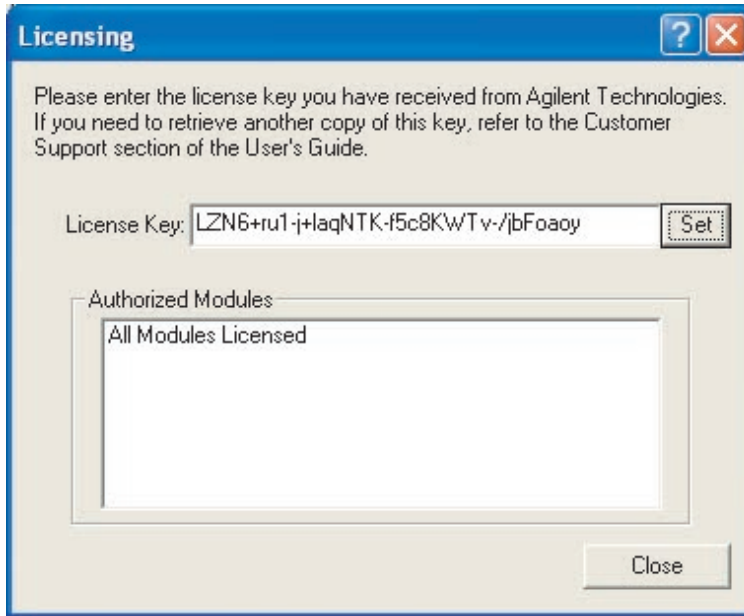 Licensing
Please enter the license key you have received from Agilent Technologies.
If you need to retrieve another copy of this key, refer to the Customer
Support section of the User's Guide.
License Key: LZN6+ru1-j+laqNTK-f5c8KWTv-/jbFoaoy Set
Authorized Modules
All Modules Licensed
Close